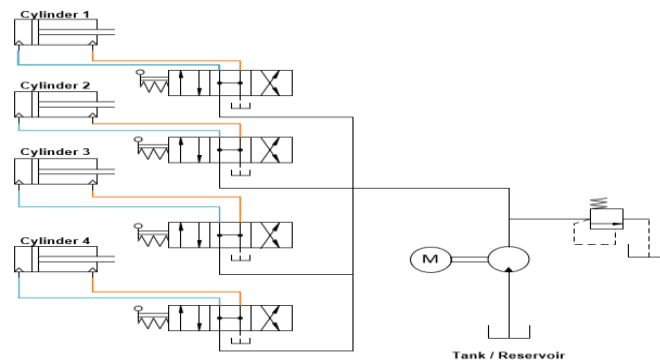 Cylinder 1
Cylinder 2
Cylinder 3
Cylinder 4
M
Tank / Reservoir